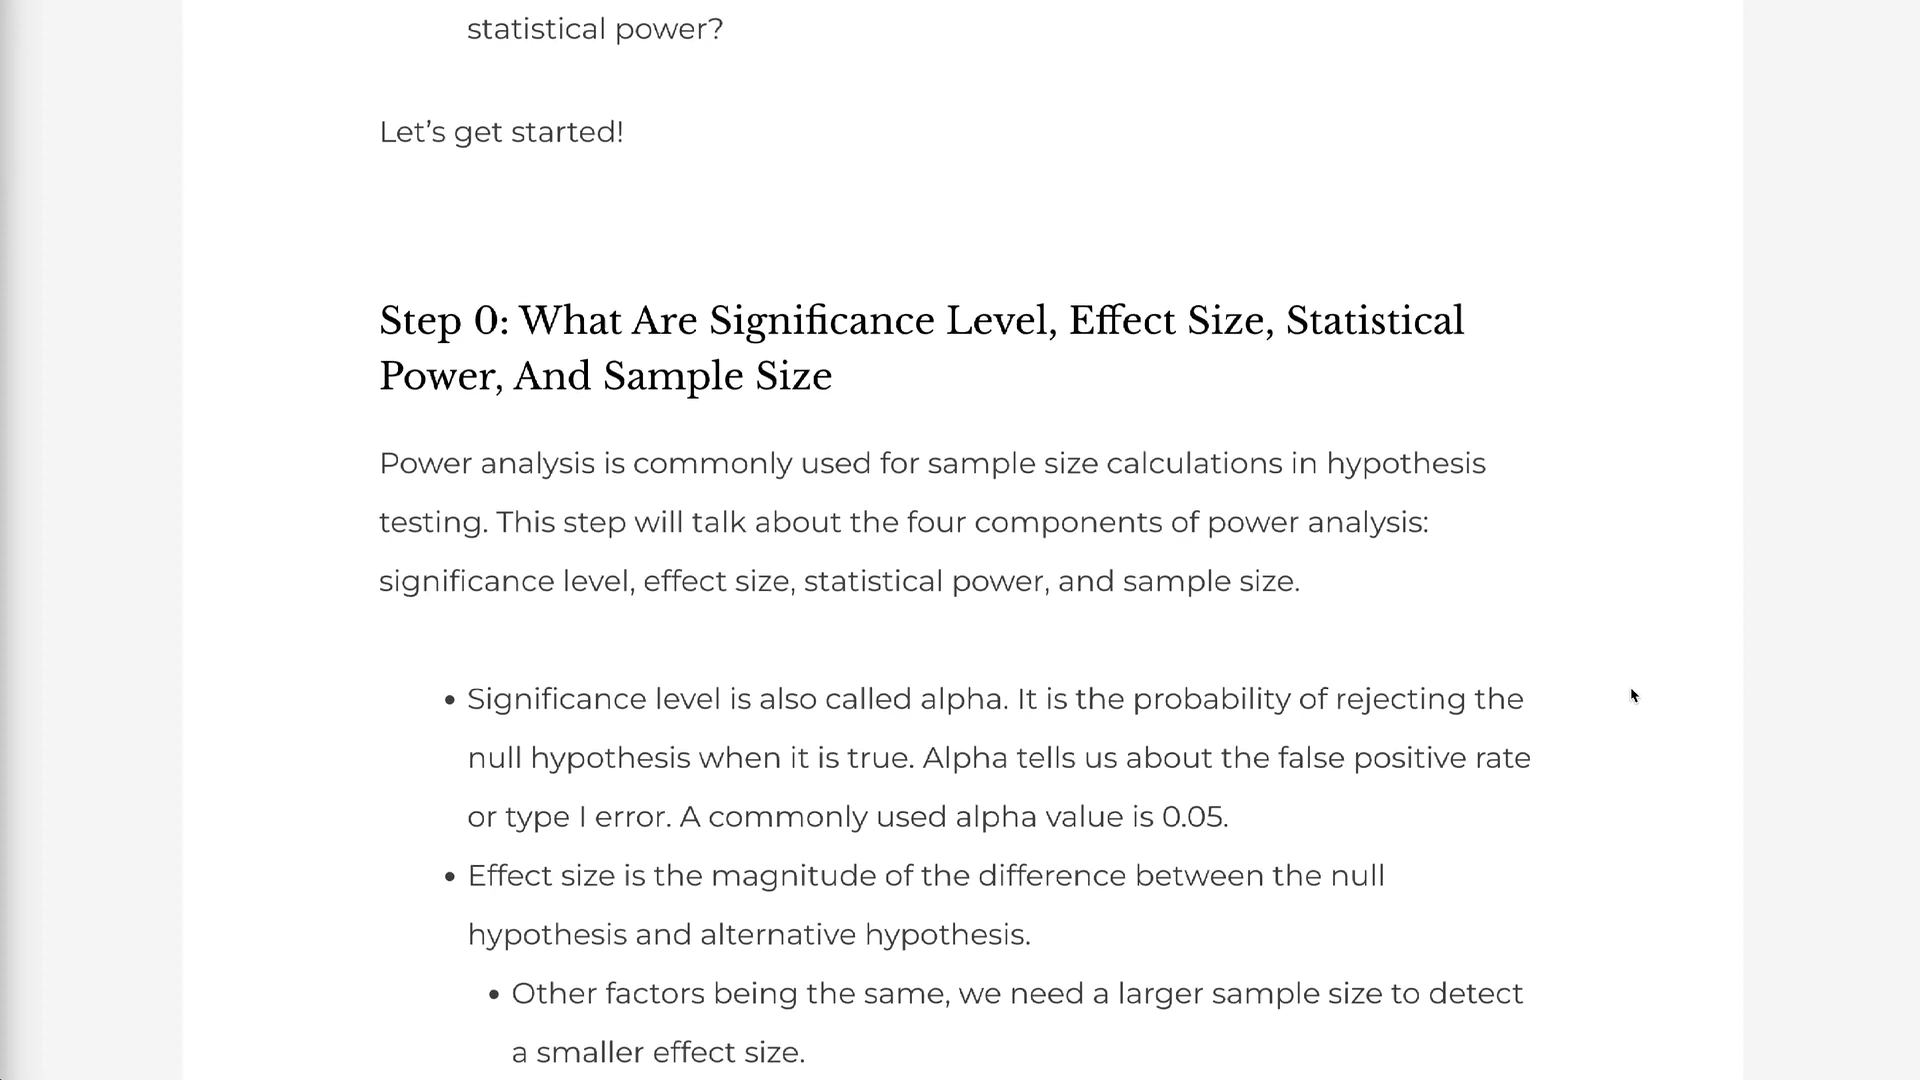 statistical power?
Let’s get started!
Step 0: What Are Significance Level, Effect Size, Statistical
Power, And Sample Size
Power analysis is commonly used for sample size calculations in hypothesis
testing. This step will talk about the four components of power analysis:
significance level, effect size, statistical power, and sample size.
• Significance level is also called alpha. It is the probability of rejecting the
null hypothesis when it is true. Alpha tells us about the false positive rate
or type I error. A commonly used alpha value is 0.05.
• Effect size is the magnitude of the difference between the null
hypothesis and alternative hypothesis.
• Other factors being the same, we need a larger sample size to detect
a smaller effect size.